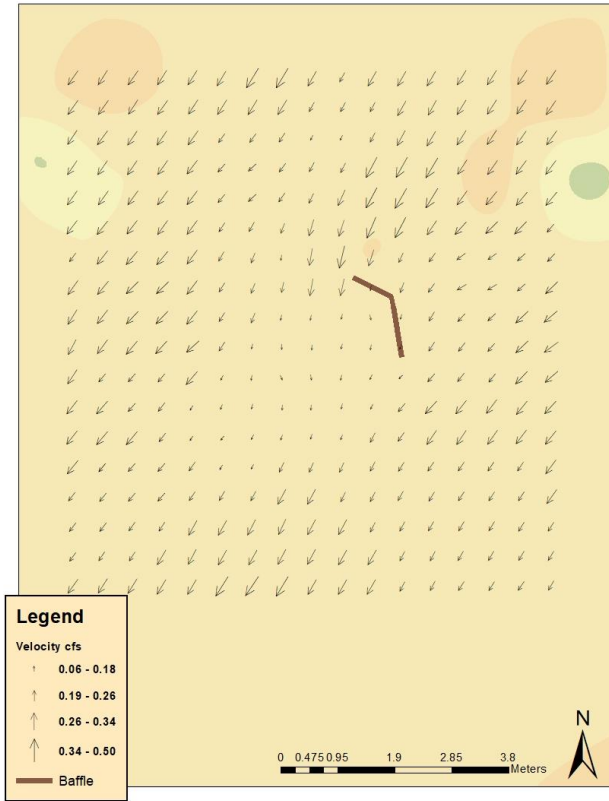 Legend
Velocity cfs
0.06 - 0.18
0.19 - 0.26
0.26 - 0.34
0.34 - 0.50
Baffle
N
0 0.475 0.95 1.9 2.85 3.8
Meters